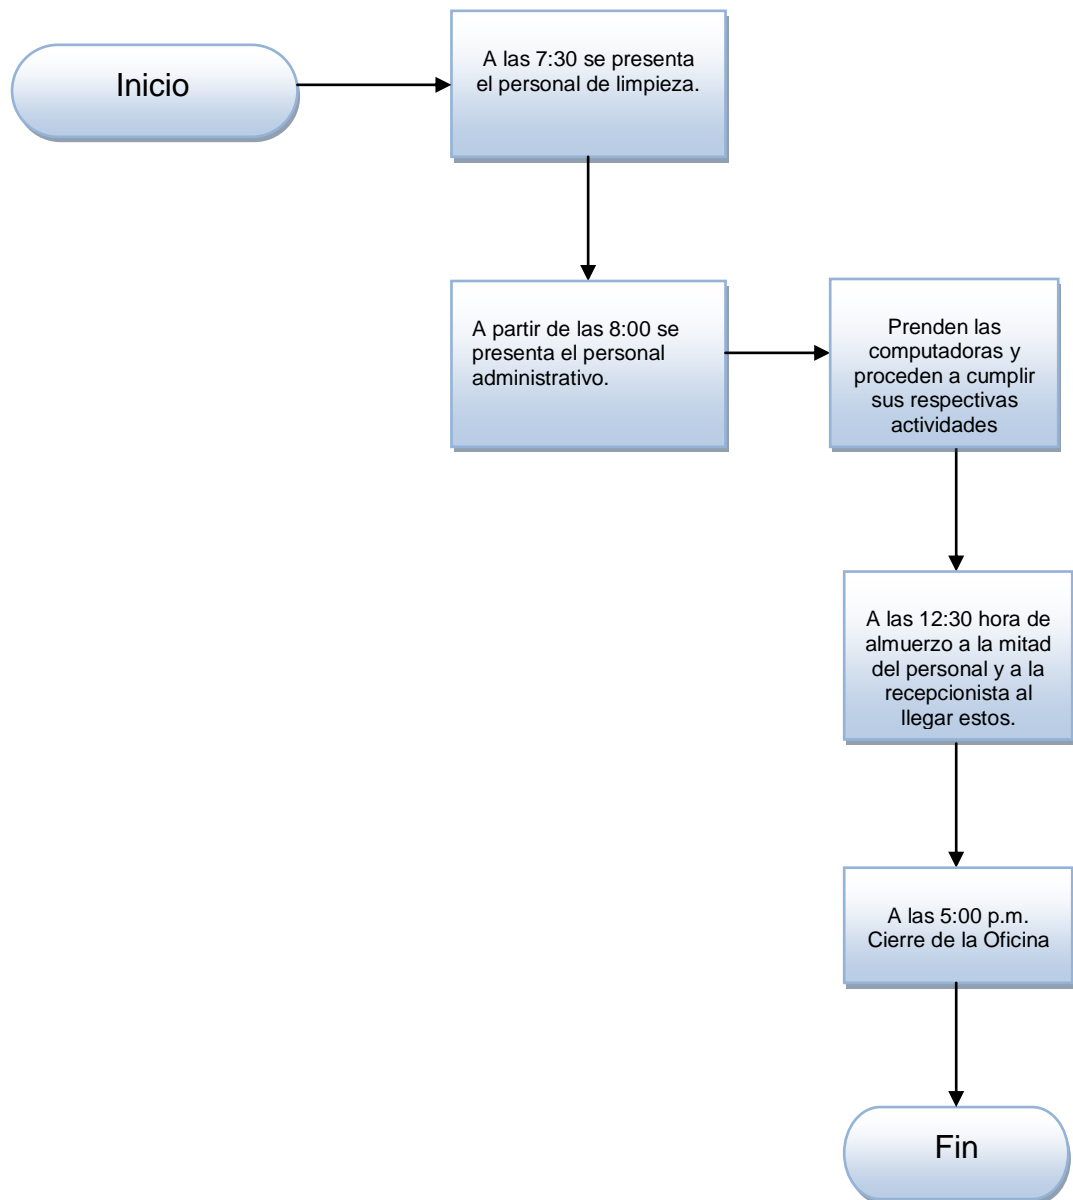 Inicio
A las 7:30 se presenta
el personal de limpieza.
A partir de las 8:00 se
presenta el personal
administrativo.
Prenden las
computadoras y
proceden a cumplir
sus respectivas
actividades
A las 12:30 hora de
almuerzo a la mitad
del personal y a la
recepcionista al
llegar estos.
A las 5:00 p.m.
Cierre de la Oficina
Fin